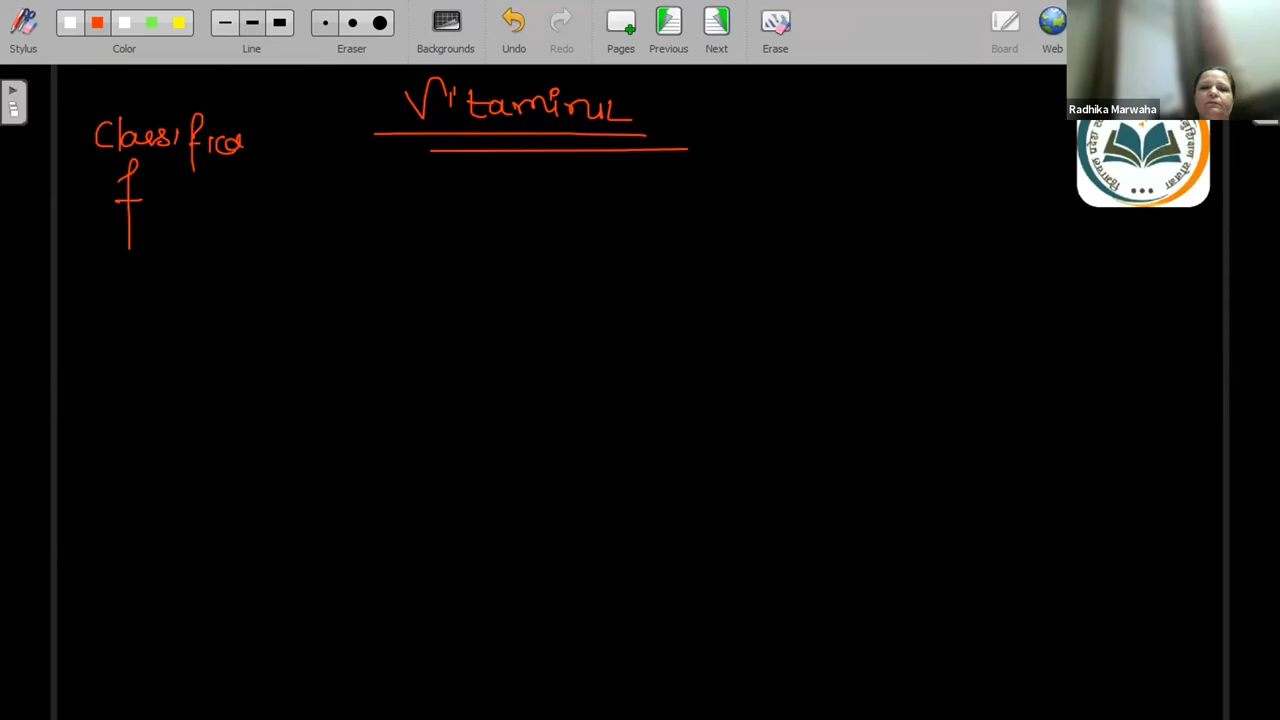 Stylus
Color
Line
Eraser
Backgrounds
Undo
Redo
Pages
Previous
Next
Erase
Board
Web
Radhika Marwaha
Vitamins
Classifica
f